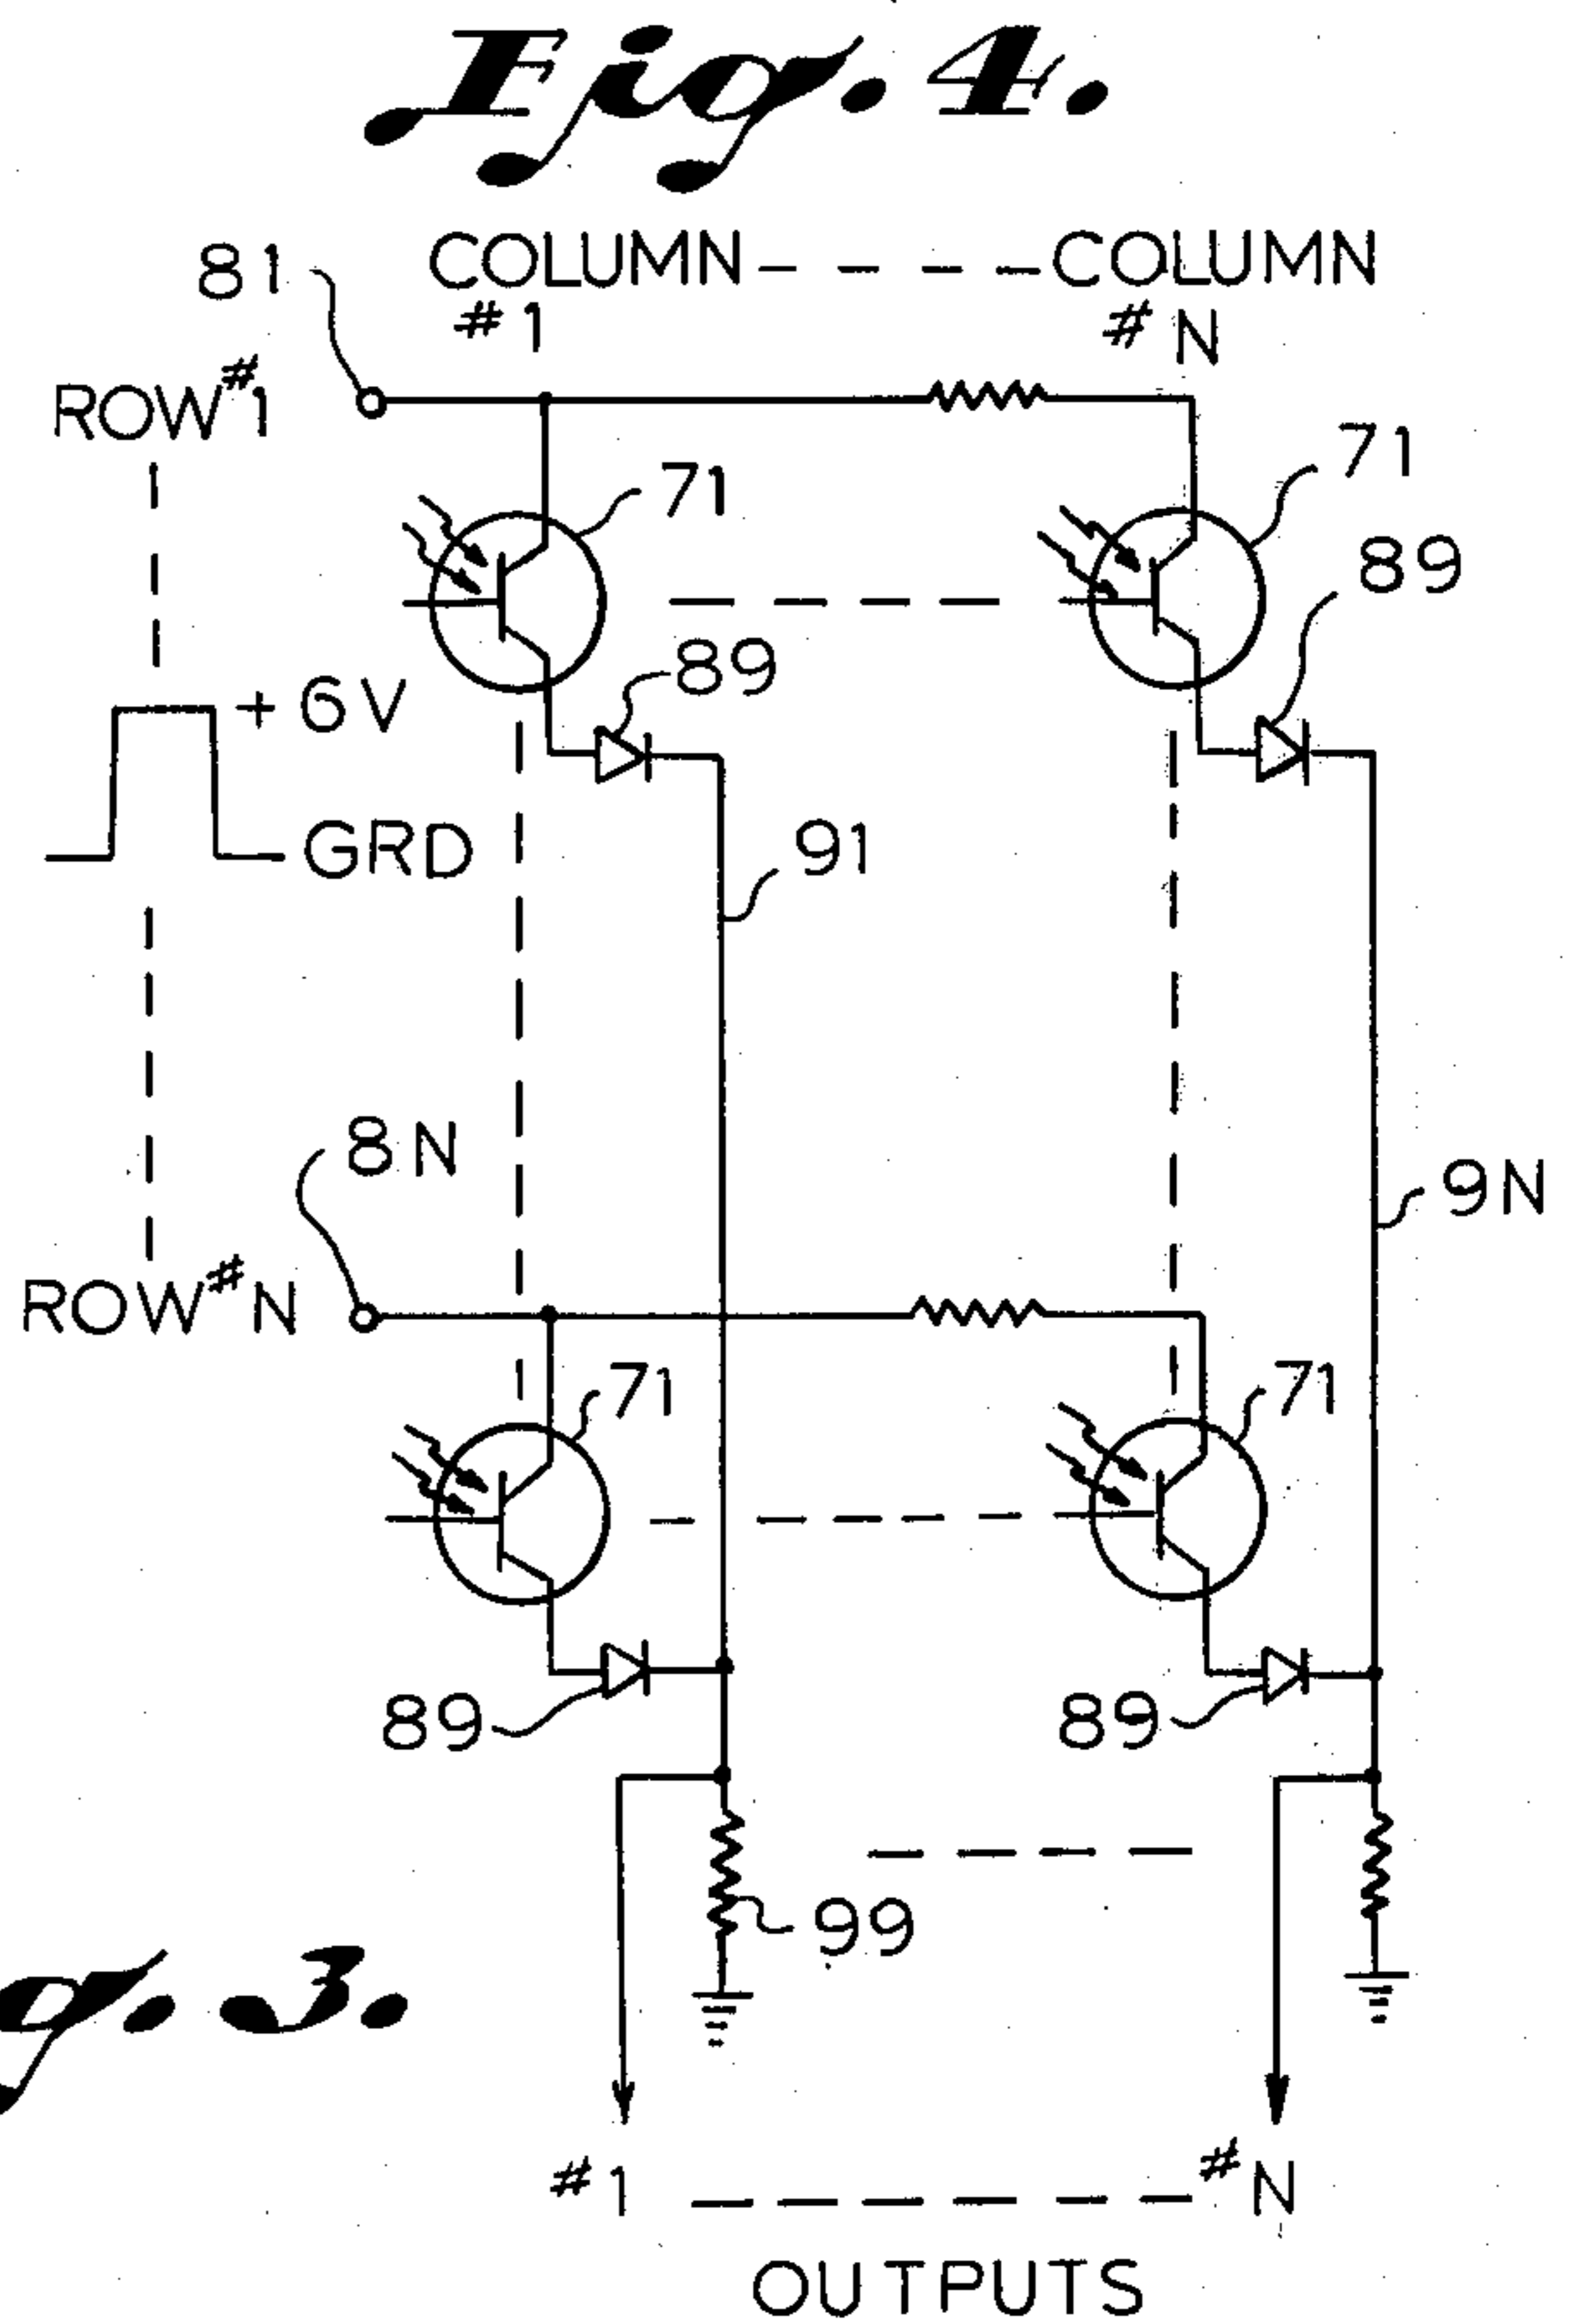 Fig. 4.
81 COLUMN COLUMN
#1 #N
ROW #1
71 71
89
89
+ 6V
GRD
91
8N
9N
ROW #N
71 71
89 89
99
g. 3.
#1 #N
OUTPUTS